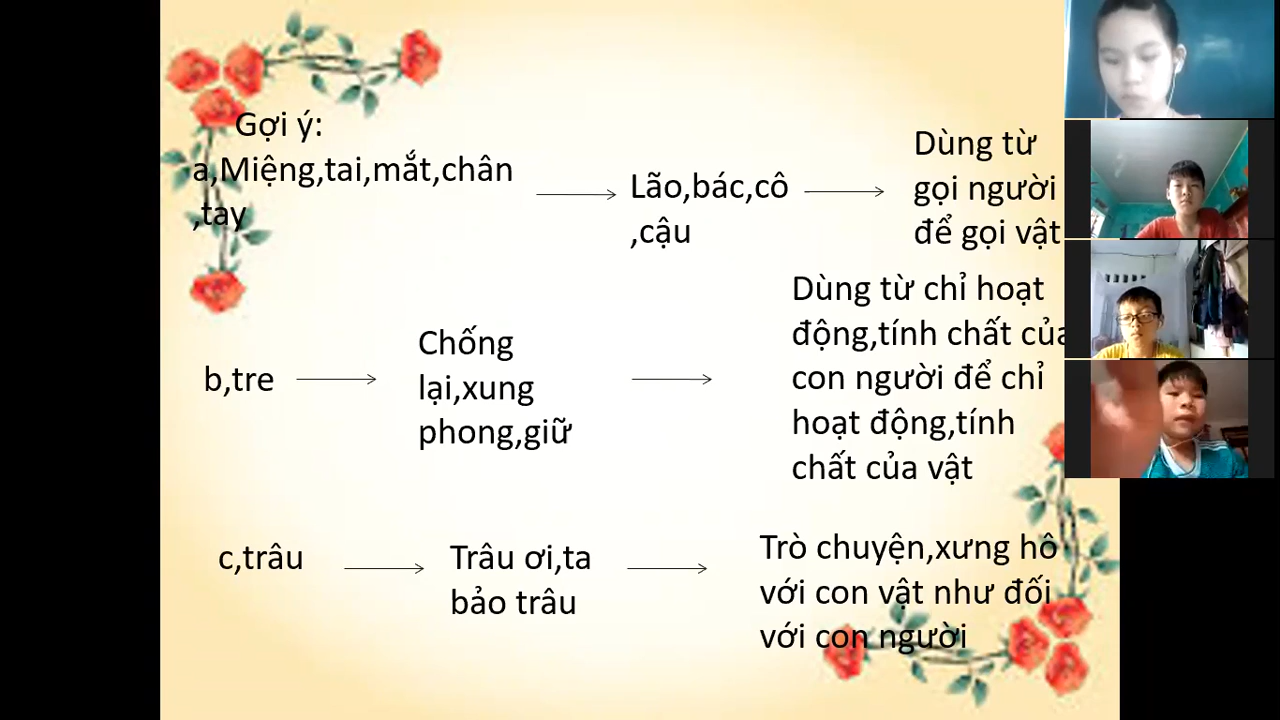 Gợi ý:
a,Miệng,tai,mắt,chân
,tay
Lão,bác,cô
,cậu
Dùng từ
gọi người
để gọi vật
b,tre
Chống
lại,xung
phong,giữ
Dùng từ chỉ hoạt
động,tính chất của
con người để chỉ
hoạt động,tính
chất của vật
c,trâu
Trâu ơi,ta
bảo trâu
Trò chuyện,xưng hô
với con vật như đối
với con người